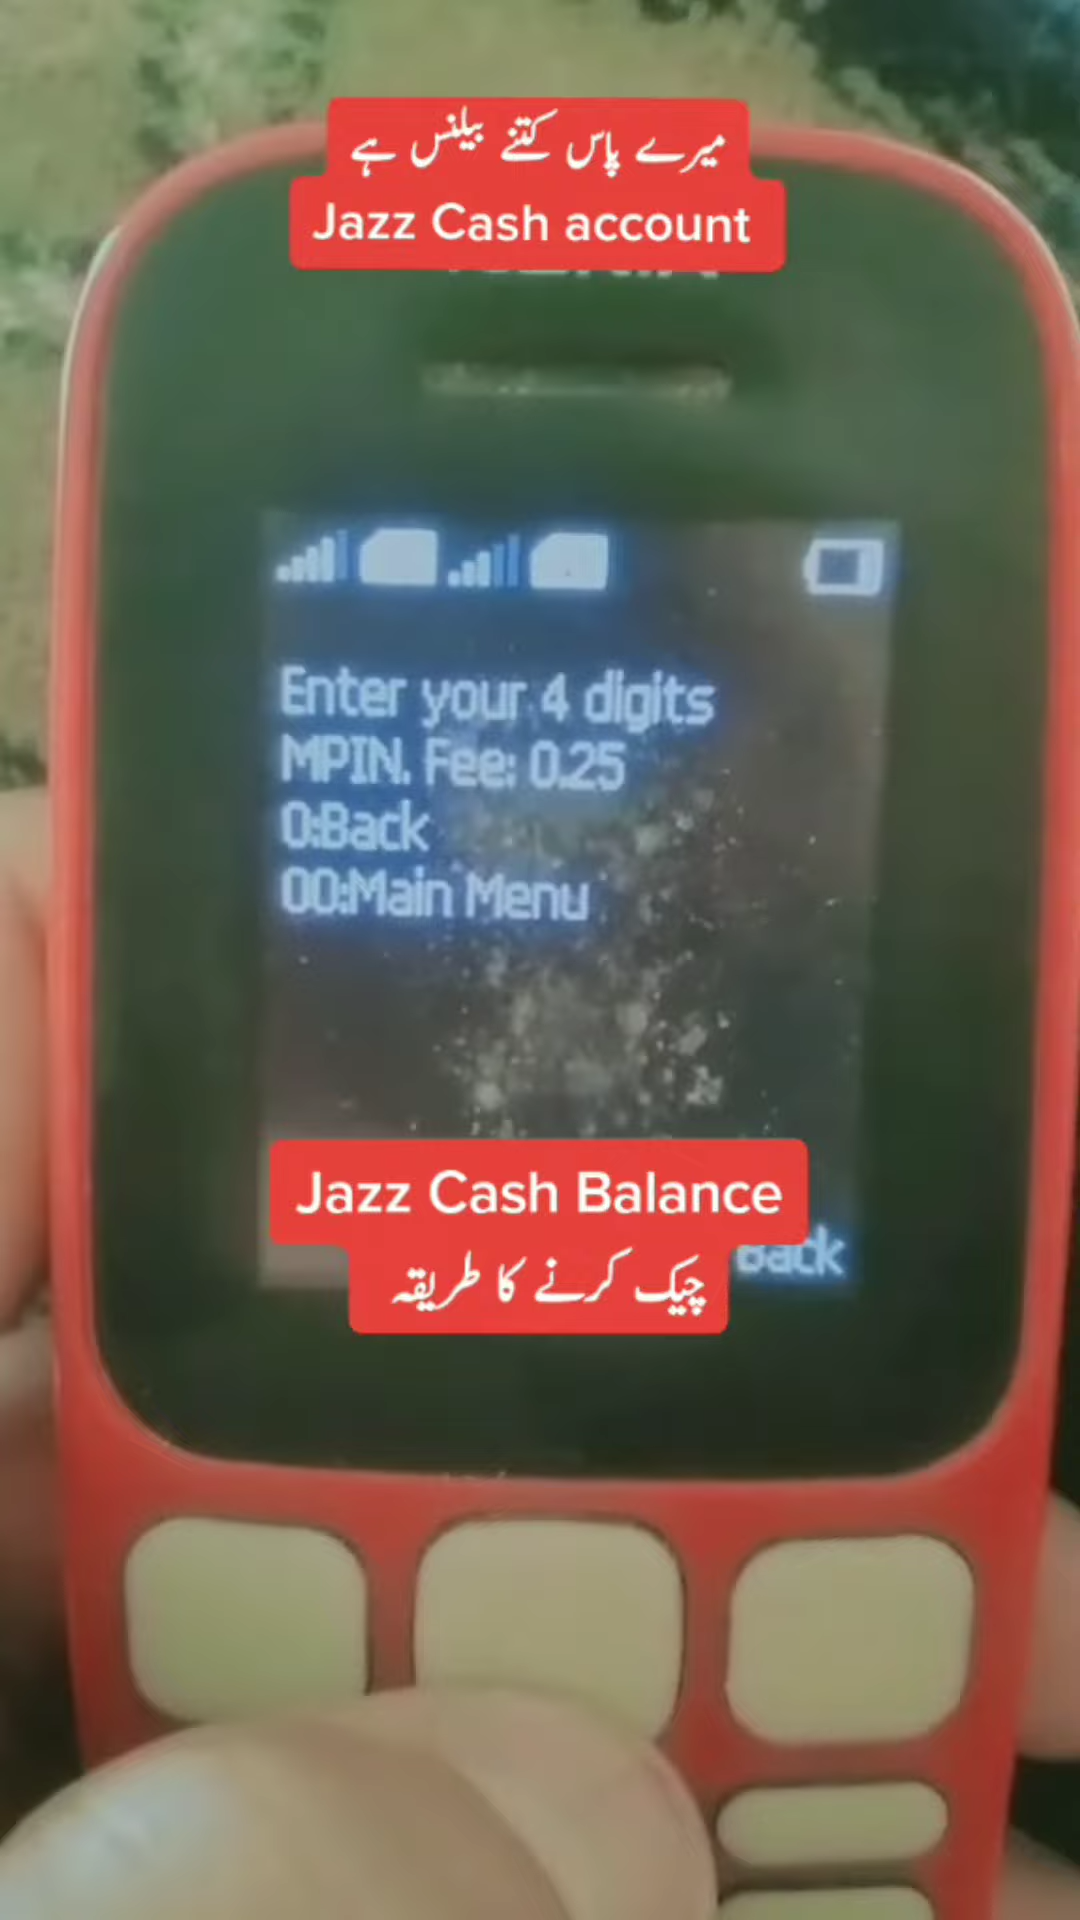 میرے پاس کتنے بیلنس ہے
Jazz Cash account
Enter your 4 digits
MPIN. Fee: 0.25
0:Back
00:Main Menu
Jazz Cash Balance
Back
چیک کرنے کا طریقہ